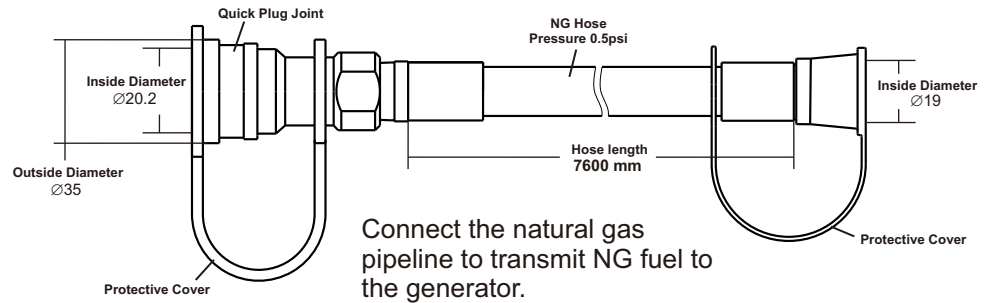 Quick Plug Joint
NG Hose
Pressure 0.5psi
Inside Diameter
∅20.2
Inside Diameter
∅19
Hose length
7600 mm
Outside Diameter
∅35
Connect the natural gas
pipeline to transmit NG fuel to
the generator.
Protective Cover
Protective Cover